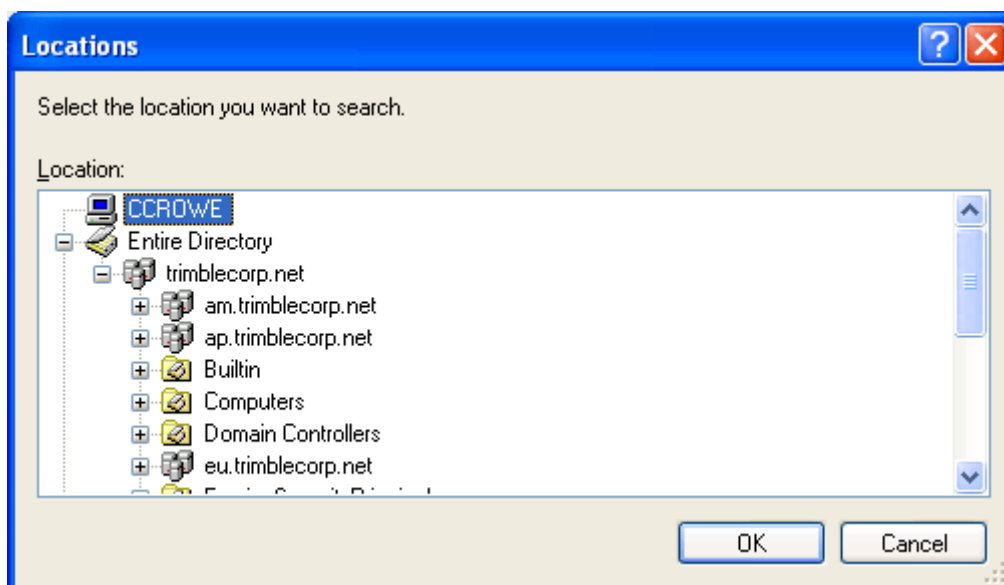 Locations
Select the location you want to search.
Location:
CCROWE
Entire Directory
trimblecorp.net
am.trimblecorp.net
ap.trimblecorp.net
Builtin
Computers
Domain Controllers
eu.trimblecorp.net
OK Cancel